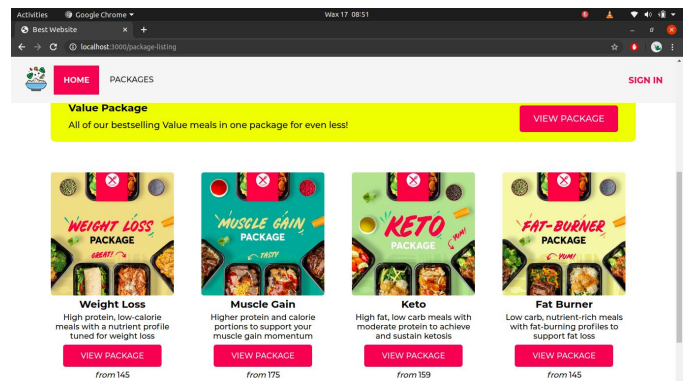 Activities Google Chrome Wax 17 08:51
Best Website
localhost:3000/package-listing
HOME PACKAGES SIGN IN
Value Package
All of our bestselling Value meals in one package for even less!
VIEW PACKAGE
WEIGHT LOSS
PACKAGE
GREAT!
MUSCLE GAIN
PACKAGE
TASTY
KETO
PACKAGE
YUM!
FAT-BURNER
PACKAGE
YUM!
Weight Loss
High protein, low-calorie
meals with a nutrient profile
tuned for weight loss
VIEW PACKAGE
from 145
Muscle Gain
Higher protein and calorie
portions to support your
muscle gain momentum
VIEW PACKAGE
from 175
Keto
High fat, low carb meals with
moderate protein to achieve
and sustain ketosis
VIEW PACKAGE
from 159
Fat Burner
Low carb, nutrient-rich meals
with fat-burning profiles to
support fat loss
VIEW PACKAGE
from 145